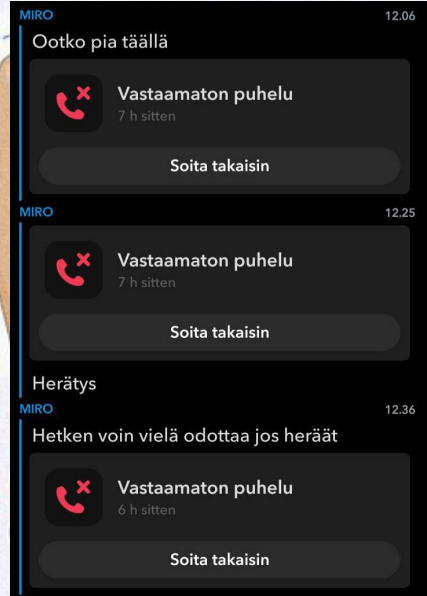 MIRO 12.06
Ootko pia täällä
Vastaamaton puhelu
7 h sitten
Soita takaisin
MIRO 12.25
Vastaamaton puhelu
7 h sitten
Soita takaisin
Herätys
MIRO 12.36
Hetken voin vielä odottaa jos heräät
Vastaamaton puhelu
6 h sitten
Soita takaisin